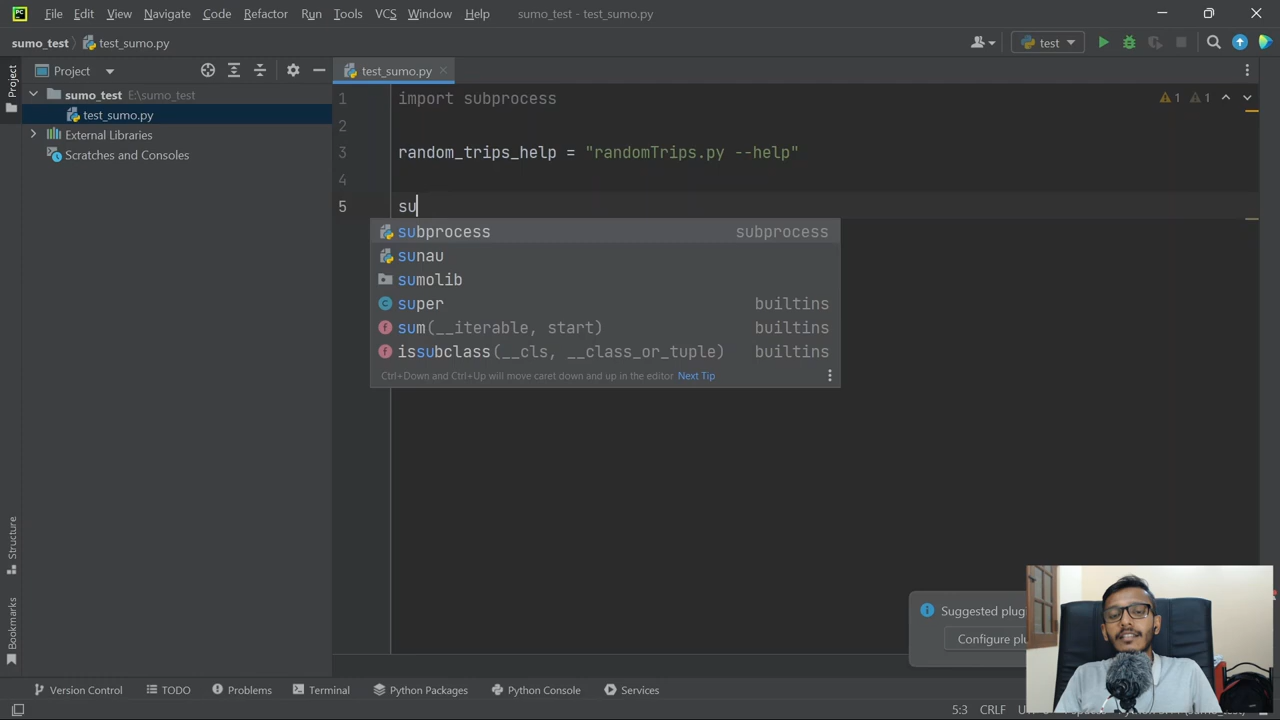 PC File Edit View Navigate Code Refactor Run Tools VCS Window Help sumo_test - test_sumo.py
sumo_test test_sumo.py test
Project
Project
test_sumo.py
sumo_test E:\sumo_test
test_sumo.py
External Libraries
Scratches and Consoles
1 import subprocess
1 1
2
3 random_trips_help = "randomTrips.py --help"
4
5 su
subprocess subprocess
sunau
sumolib
super builtins
sum(__iterable, start) builtins
issubclass(__cls, __class_or_tuple) builtins
Ctrl+Down and Ctrl+Up will move caret down and up in the editor Next Tip
Structure
Bookmarks
Suggested plug
Configure plu
Version Control TODO Problems Terminal Python Packages Python Console Services
5:3 CRLF